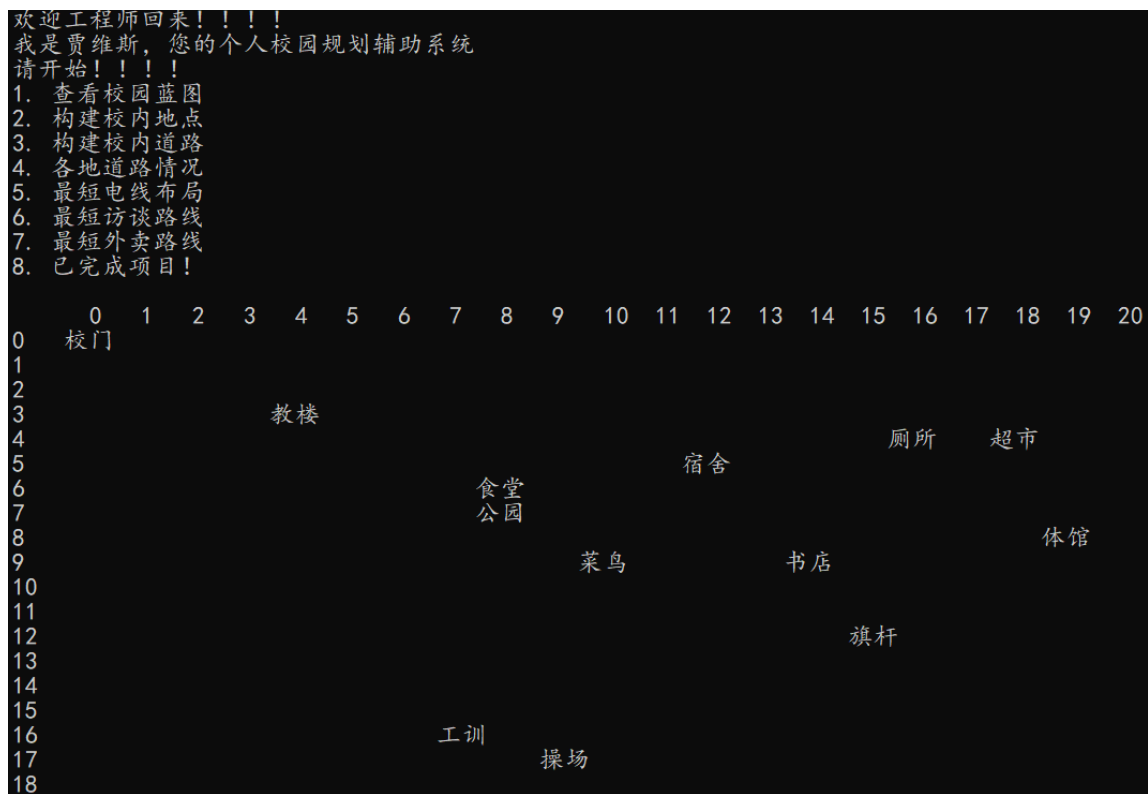 欢迎工程师回来！！！！
我是贾维斯，您的个人校园规划辅助系统
请开始！！！！
1. 查看校园蓝图
2. 构建校内地点
3. 构建校内道路
4. 各地道路情况
5. 最短电线布局
6. 最短访谈路线
7. 最短外卖路线
8. 已完成项目！
0 1 2 3 4 5 6 7 8 9 10 11 12 13 14 15 16 17 18 19 20
0 校门
1
2
3 教楼
4 厕所 超市
5 宿舍
6 食堂
7 公园
8 体馆
9 菜鸟 书店
10
11
12 旗杆
13
14
15
16 工训
17 操场
18